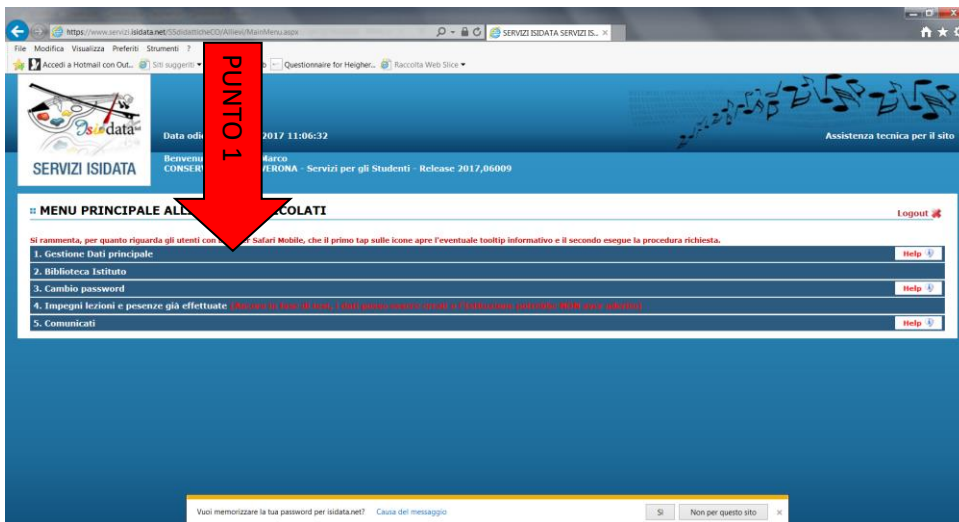 https://www.servizi.isidata.net/SSdidatticheCO/Allievi/MainMenu.aspx
SERVIZI ISIDATA SERVIZI IS...
File Modifica Visualizza Preferiti Strumenti ?
Accedi a Hotmail con Out... Siti suggeriti Questionnaire for Heigher... Raccolta Web Slice
PUNTO 1
Isidata
SERVIZI ISIDATA
Data odie 2017 11:06:32
Assistenza tecnica per il sito
Benvenu Marco
CONSER VERONA - Servizi per gli Studenti - Release 2017,06009
MENU PRINCIPALE ALL COLATI
Logout
Si rammenta, per quanto riguarda gli utenti con Safari Mobile, che il primo tap sulle icone apre l'eventuale tooltip informativo e il secondo esegue la procedura richiesta.
1. Gestione Dati principale
Help
2. Biblioteca Istituto
3. Cambio password
Help
4. Impegni lezioni e pesenze già effettuate
5. Comunicati
Help
Vuoi memorizzare la tua password per isidata.net? Causa del messaggio
Sì Non per questo sito